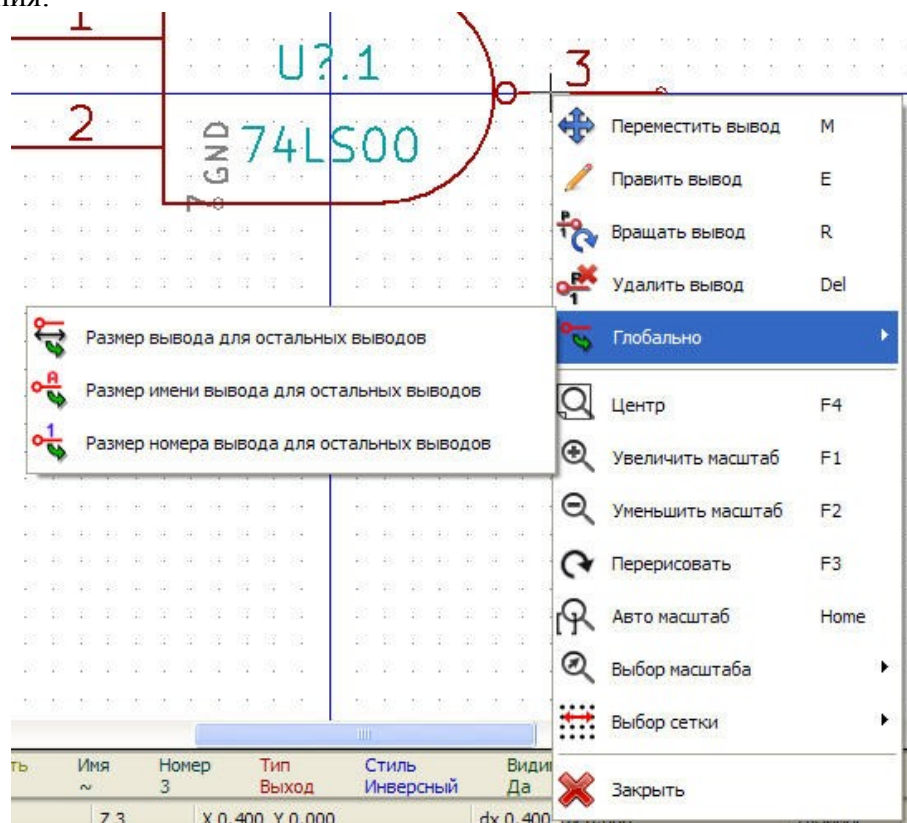 ния.
1
U?.1
3
2
GND
74LS00
7
Переместить вывод M
Править вывод E
Вращать вывод R
Удалить вывод Del
Глобально
Размер вывода для остальных выводов
Размер имени вывода для остальных выводов
Размер номера вывода для остальных выводов
Центр F4
Увеличить масштаб F1
Уменьшить масштаб F2
Перерисовать F3
Авто масштаб Home
Выбор масштаба
Выбор сетки
Закрыть
ть Имя Номер Тип Стиль Види
~ 3 Выход Инверсный Да
Z 3 X 0,400 Y 0,000 dx 0,400